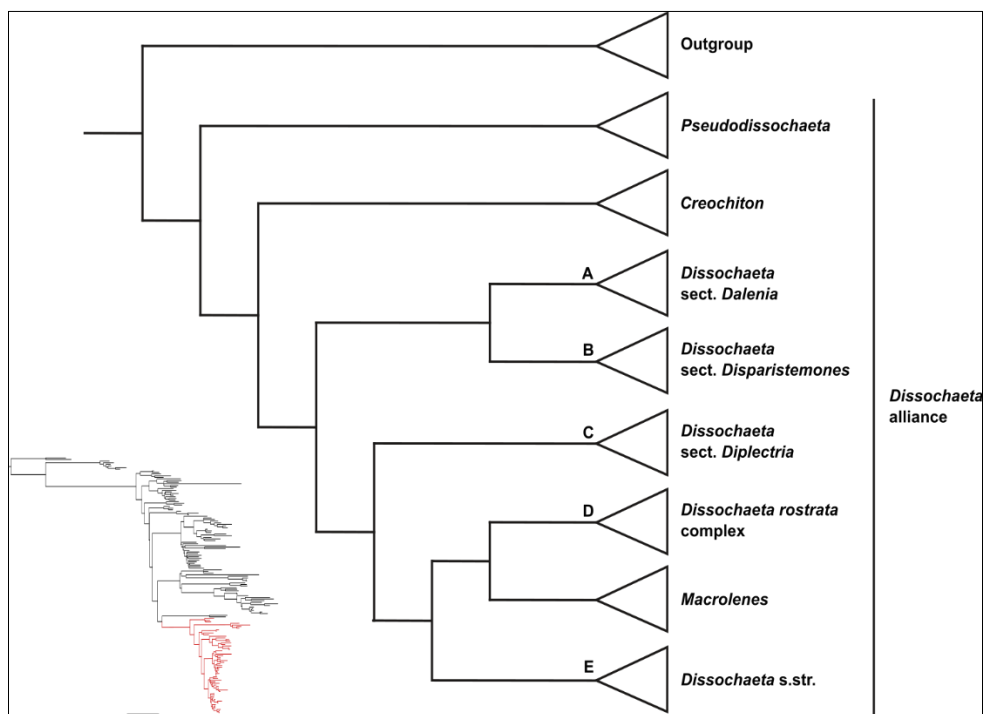 Outgroup
Pseudodissochaeta
Creochiton
A
Dissochaeta
sect. Dalenia
B
Dissochaeta
sect. Disparistemones
Dissochaeta
alliance
C
Dissochaeta
sect. Diplectria
D
Dissochaeta rostrata
complex
Macrolenes
E
Dissochaeta s.str.